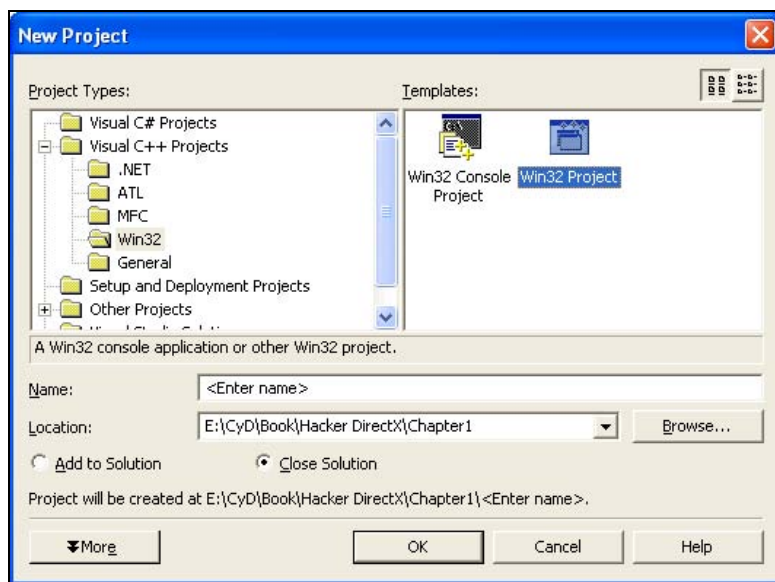 New Project
Project Types:
Templates:
Visual C# Projects
Visual C++ Projects
.NET
ATL
MFC
Win32
General
Setup and Deployment Projects
Other Projects
Win32 Console
Project
Win32 Project
A Win32 console application or other Win32 project.
Name:
<Enter name>
Location:
E:\CyD\Book\Hacker DirectX\Chapter1
Browse...
Add to Solution
Close Solution
Project will be created at E:\CyD\Book\Hacker DirectX\Chapter1\<Enter name>.
More
OK
Cancel
Help